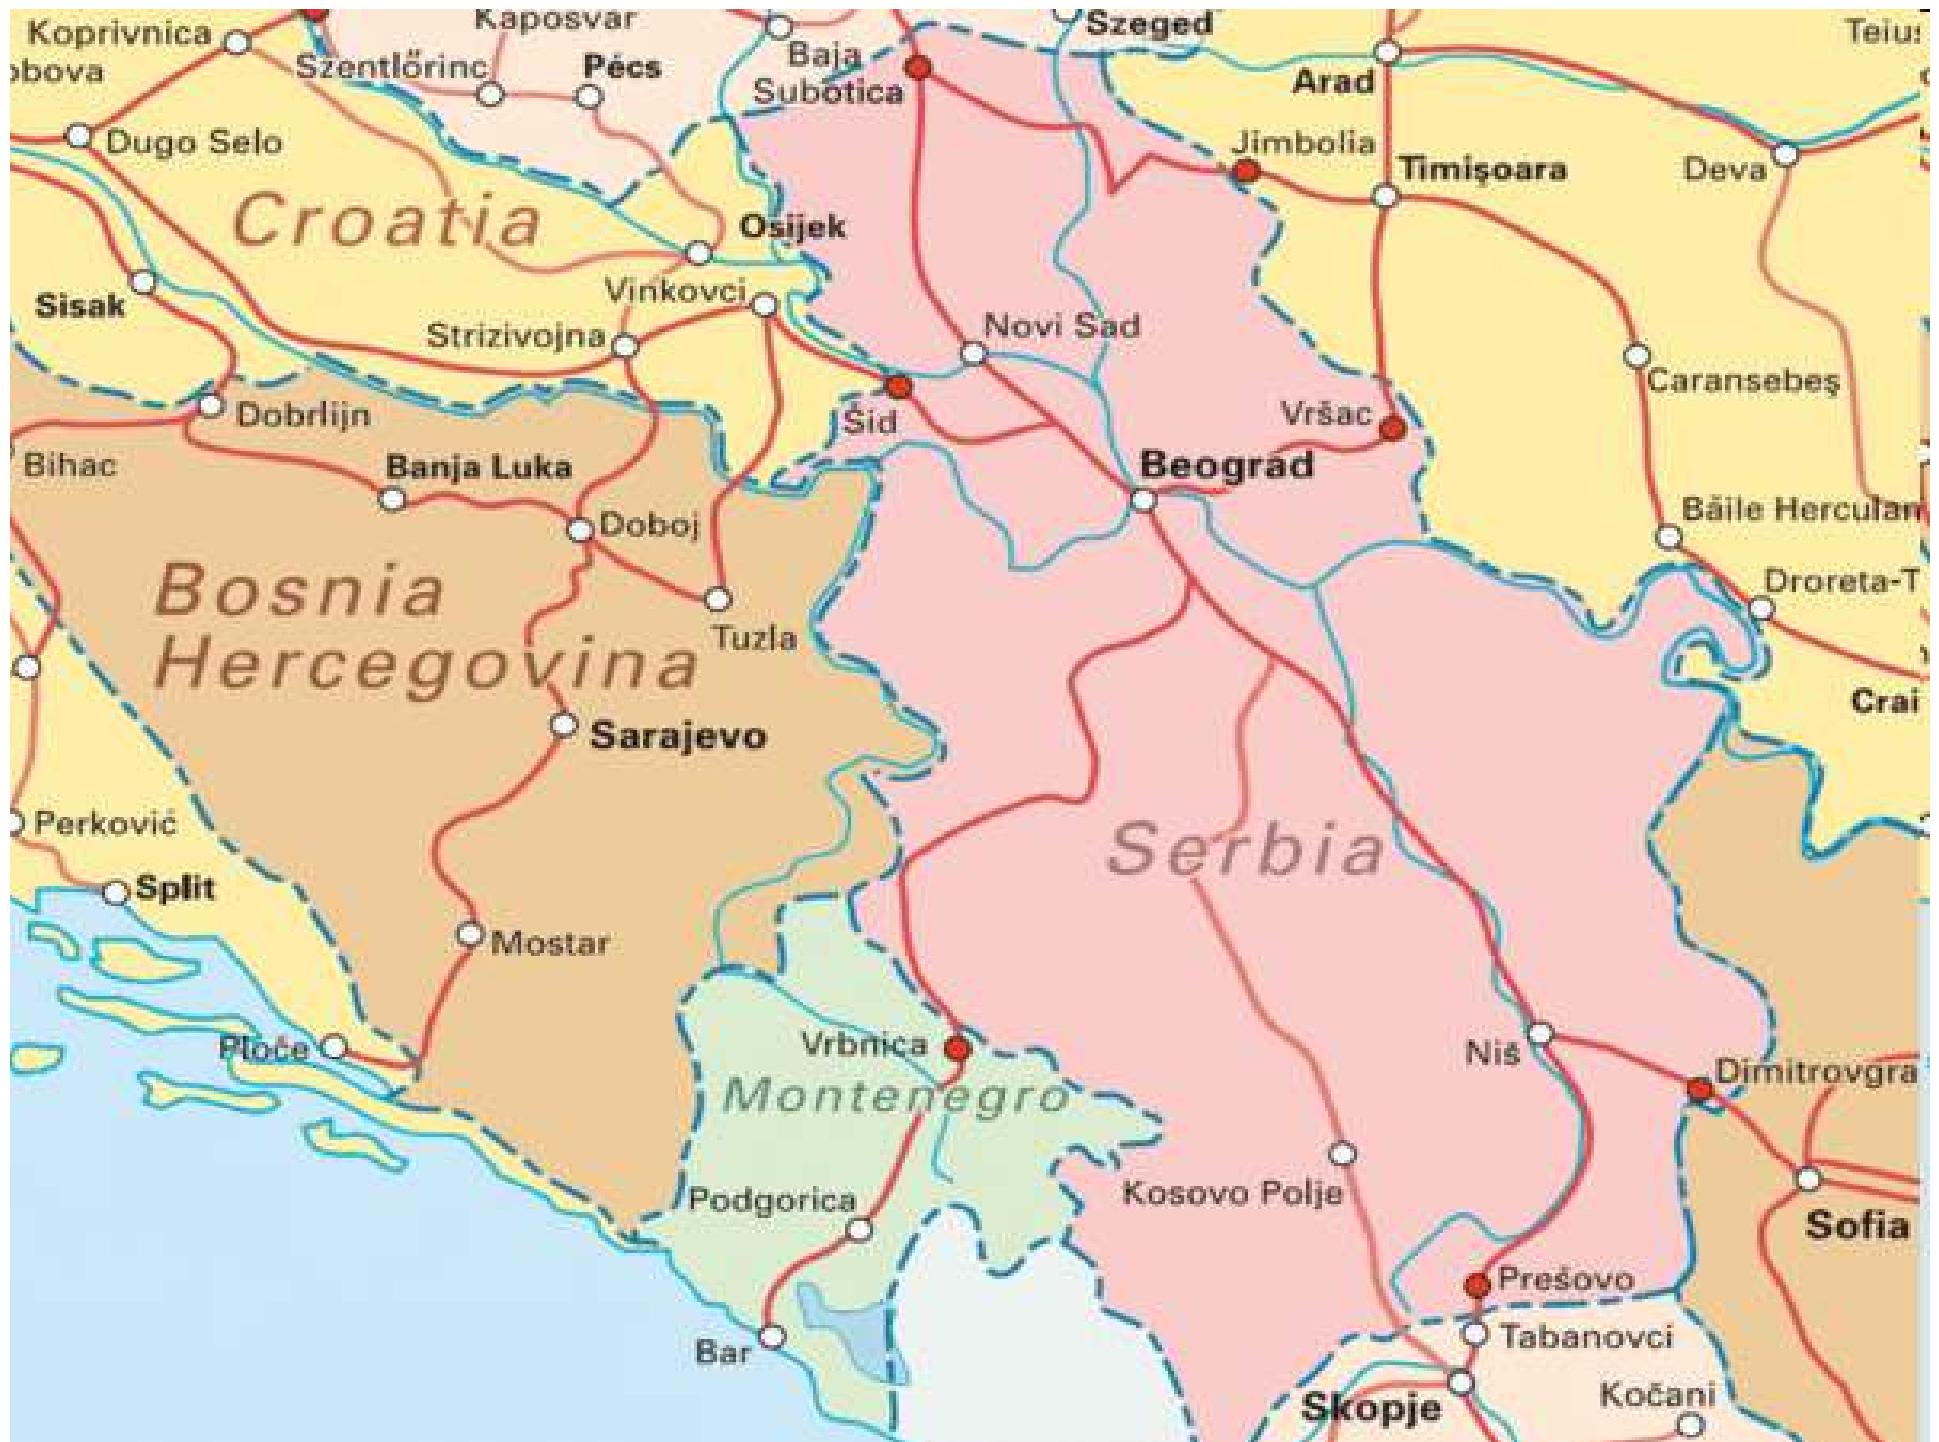 Kaposvar
Szeged
Koprivnica
Teius
obova
Szentlőrinc
Pécs
Baja
Subotica
Arad
Dugo Selo
Jimbolia
Timişoara
Deva
Croatia
Osijek
Sisak
Vinkovci
Strizivojna
Novi Sad
Caransebeş
Dobrlijn
Šid
Vršac
Bihac
Banja Luka
Beograd
Doboj
Băile Herculan
Bosnia
Hercegovina
Tuzla
Droreta-T
Sarajevo
Crai
Perković
Serbia
Split
Mostar
Ploče
Vrbnica
Niš
Dimitrovgra
Montenegro
Podgorica
Kosovo Polje
Sofia
Prešovo
Bar
Tabanovci
Skopje
Kočani